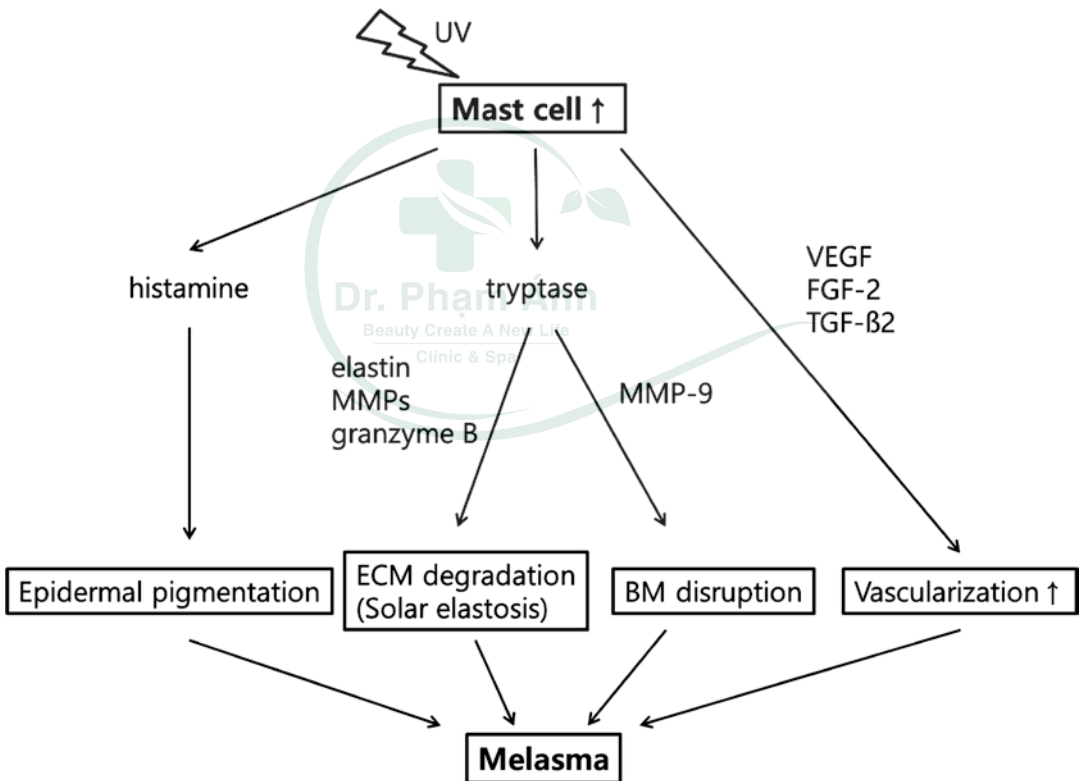 UV
Mast cell ↑
histamine
tryptase
VEGF
FGF-2
TGF-ß2
Dr. Phạm Ánh
Beauty Create A New Life
Clinic & Spa
elastin
MMPs
granzyme B
MMP-9
Epidermal pigmentation
ECM degradation
(Solar elastosis)
BM disruption
Vascularization ↑
Melasma